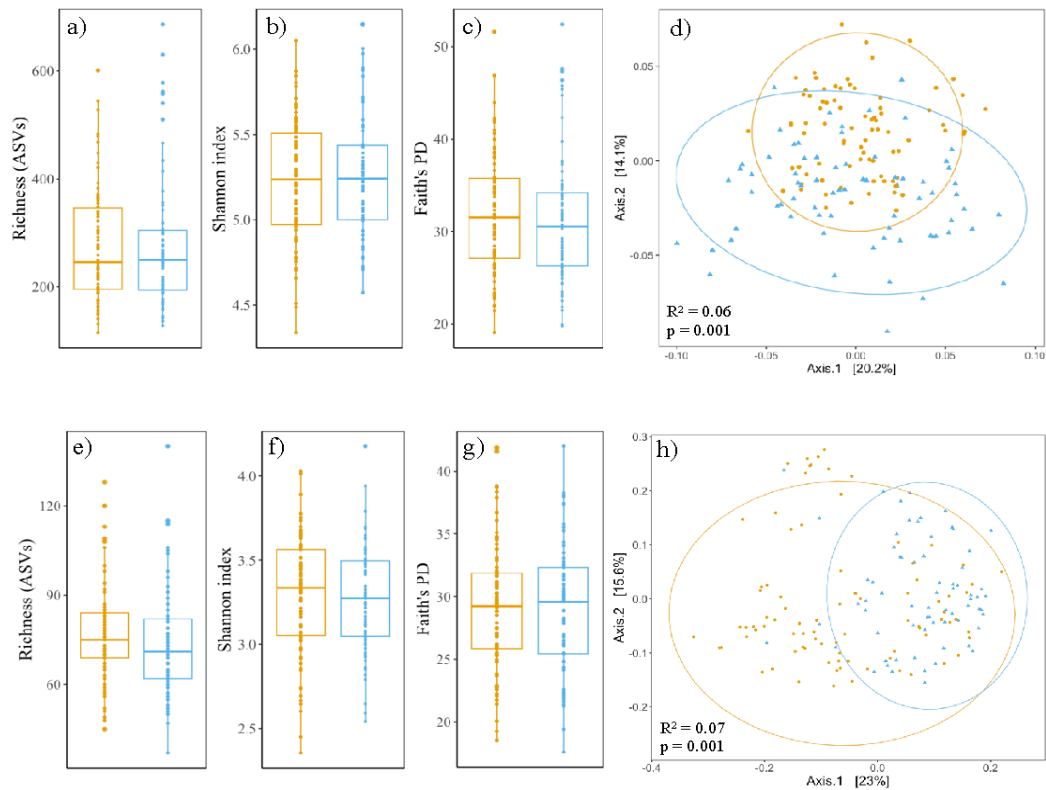 a)
Richness (ASVs)
600
400
200
b)
Shannon index
6.0
5.5
5.0
4.5
c)
Faith's PD
50
40
30
20
d)
Axis.2 [14.1%]
0.05
0.00
-0.05
R² = 0.06
p = 0.001
-0.10 -0.05 0.00 0.05 0.10
Axis.1 [20.2%]
e)
Richness (ASVs)
120
90
60
f)
Shannon index
4.0
3.5
3.0
2.5
g)
Faith's PD
40
35
30
25
20
h)
Axis.2 [15.6%]
0.3
0.2
0.1
0.0
-0.1
-0.2
R² = 0.07
p = 0.001
-0.4 -0.2 0.0 0.2
Axis.1 [23%]